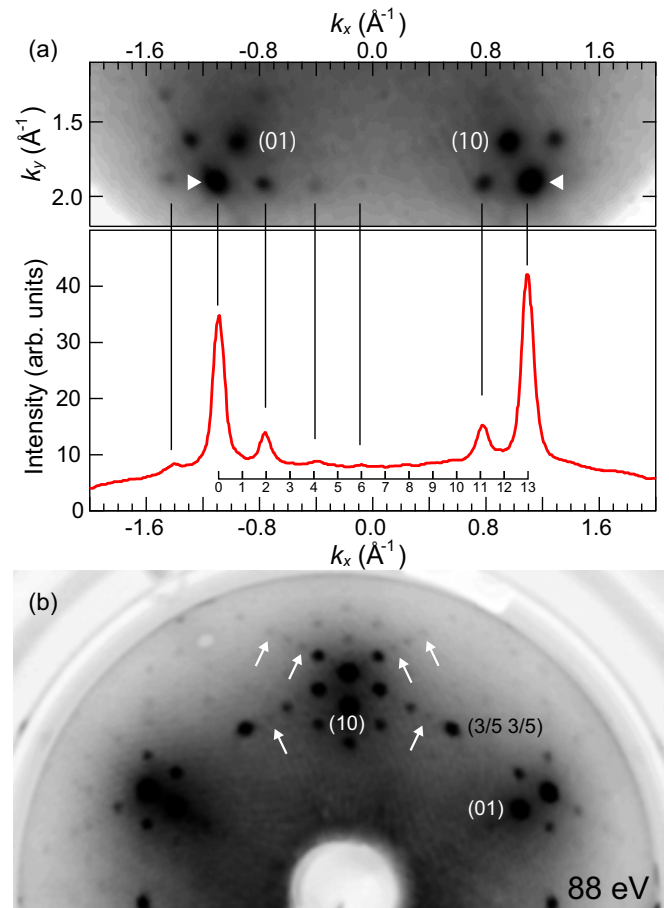 kx (Å-1)
-1.6 -0.8 0.0 0.8 1.6
(a)
ky (Å-1)
1.5
2.0
(01) (10)
Intensity (arb. units)
40
30
20
10
0
0 1 2 3 4 5 6 7 8 9 10 11 12 13
-1.6 -0.8 0.0 0.8 1.6
kx (Å-1)
(b)
(10)
(3/5 3/5)
(01)
88 eV